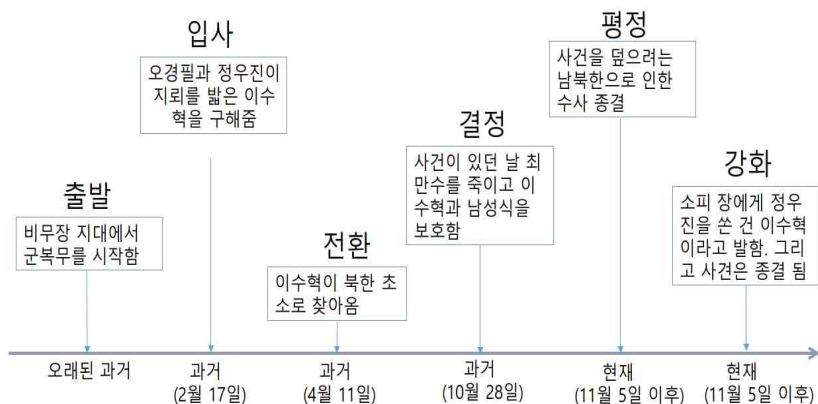 출발
비무장 지대에서
군복무를 시작함
입사
오경필과 정우진이
지뢰를 밟은 이수
혁을 구해줌
전환
이수혁이 북한 초
소로 찾아옴
결정
사건이 있던 날 최
만수를 죽이고 이
수혁과 남성식을
보호함
평정
사건을 덮으려는
남북한으로 인한
수사 종결
강화
소피 장에게 정우
진을 쏜 건 이수혁
이라고 발함. 그리
고 사견은 종결 됨
오래된 과거
과거
(2월 17일)
과거
(4월 11일)
과거
(10월 28일)
현재
(11월 5일 이후)
현재
(11월 5일 이후)